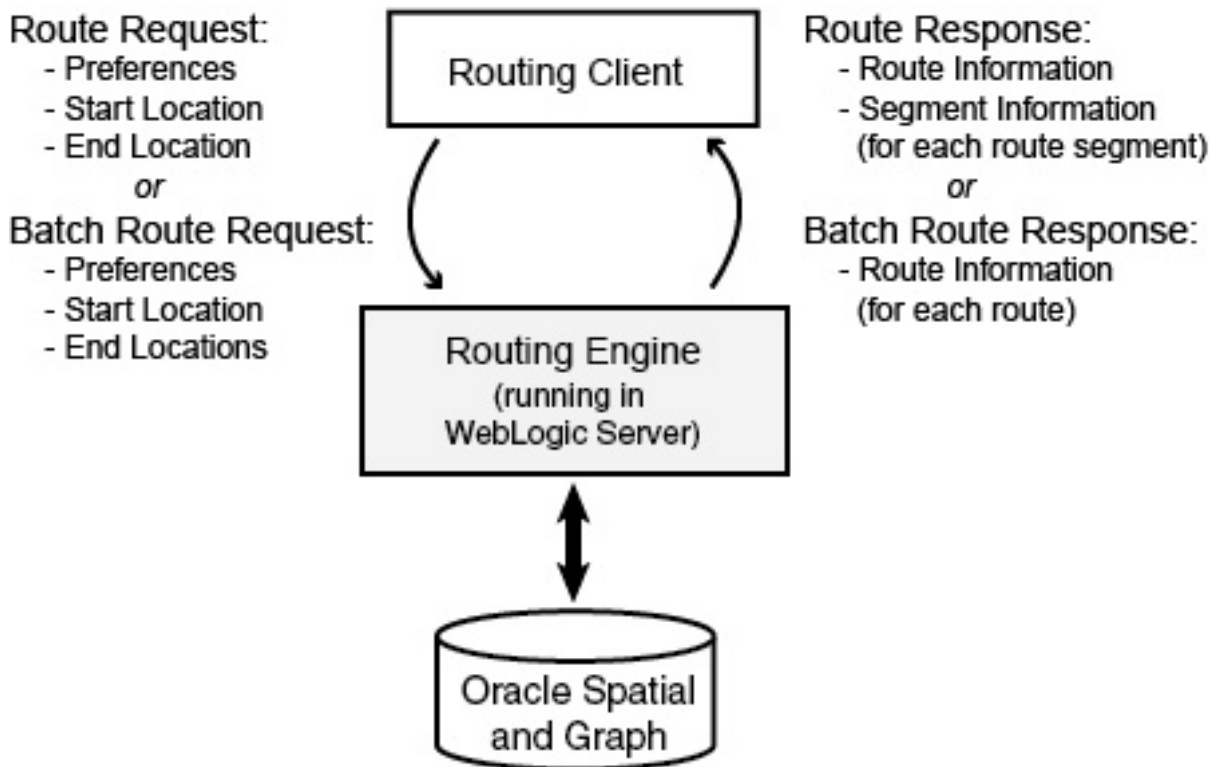 Route Request:
- Preferences
- Start Location
- End Location
or
Batch Route Request:
- Preferences
- Start Location
- End Locations
Routing Client
Route Response:
- Route Information
- Segment Information
(for each route segment)
or
Batch Route Response:
- Route Information
(for each route)
Routing Engine
(running in
WebLogic Server)
Oracle Spatial
and Graph